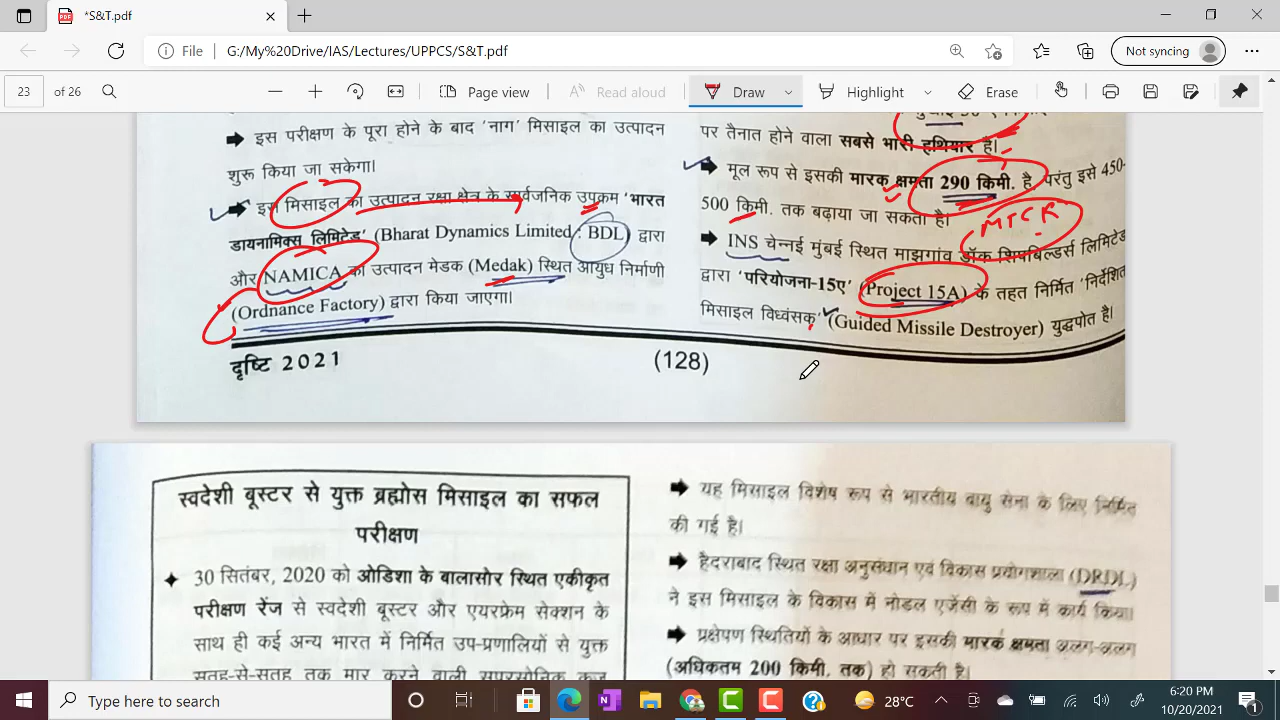 *S&T.pdf
File
G:/My%20Drive/IAS/Lectures/UPPCS/S&T.pdf
Not syncing
23 of 26
Page view
Read aloud
Draw
Highlight
Erase
इस परीक्षण के पूरा होने के बाद 'नाग' मिसाइल का उत्पादन
शुरू किया जा सकेगा।
इस मिसाइल का उत्पादन रक्षा क्षेत्र के सार्वजनिक उपक्रम 'भारत
डायनामिक्स लिमिटेड' (Bharat Dynamics Limited : BDL) द्वारा
और NAMICA का उत्पादन मेडक (Medak) स्थित आयुध निर्माणी
(Ordnance Factory) द्वारा किया जाएगा।
दृष्टि 2021
(128)
पर तैनात होने वाला सबसे भारी हथियार है।
मूल रूप से इसकी मारक क्षमता 290 किमी. है, परंतु इसे 450-
500 किमी. तक बढ़ाया जा सकता है।
MTCR
INS चेन्नई मुंबई स्थित माझगांव डॉक शिपबिल्डर्स लिमिटेड
द्वारा 'परियोजना-15ए' (Project 15A) के तहत निर्मित 'निर्देशित
मिसाइल विध्वंसक' (Guided Missile Destroyer) युद्धपोत है।
स्वदेशी बूस्टर से युक्त ब्रह्मोस मिसाइल का सफल
परीक्षण
30 सितंबर, 2020 को ओडिशा के बालासोर स्थित एकीकृत
परीक्षण रेंज से स्वदेशी बूस्टर और एयरफ्रेम सेक्शन के
साथ ही कई अन्य भारत में निर्मित उप-प्रणालियों से युक्त
सतह-से-सतह तक मार करने वाली सुपरसोनिक क्रूज
यह मिसाइल विशेष रूप से भारतीय वायु सेना के लिए निर्मित
की गई है।
हैदराबाद स्थित रक्षा अनुसंधान एवं विकास प्रयोगशाला (DRDL)
ने इस मिसाइल के विकास में नोडल एजेंसी के रूप में कार्य किया।
प्रक्षेपण स्थितियों के आधार पर इसकी मारक क्षमता अलग-अलग
(अधिकतम 200 किमी. तक) हो सकती है।
Type here to search
28°C
6:20 PM
10/20/2021